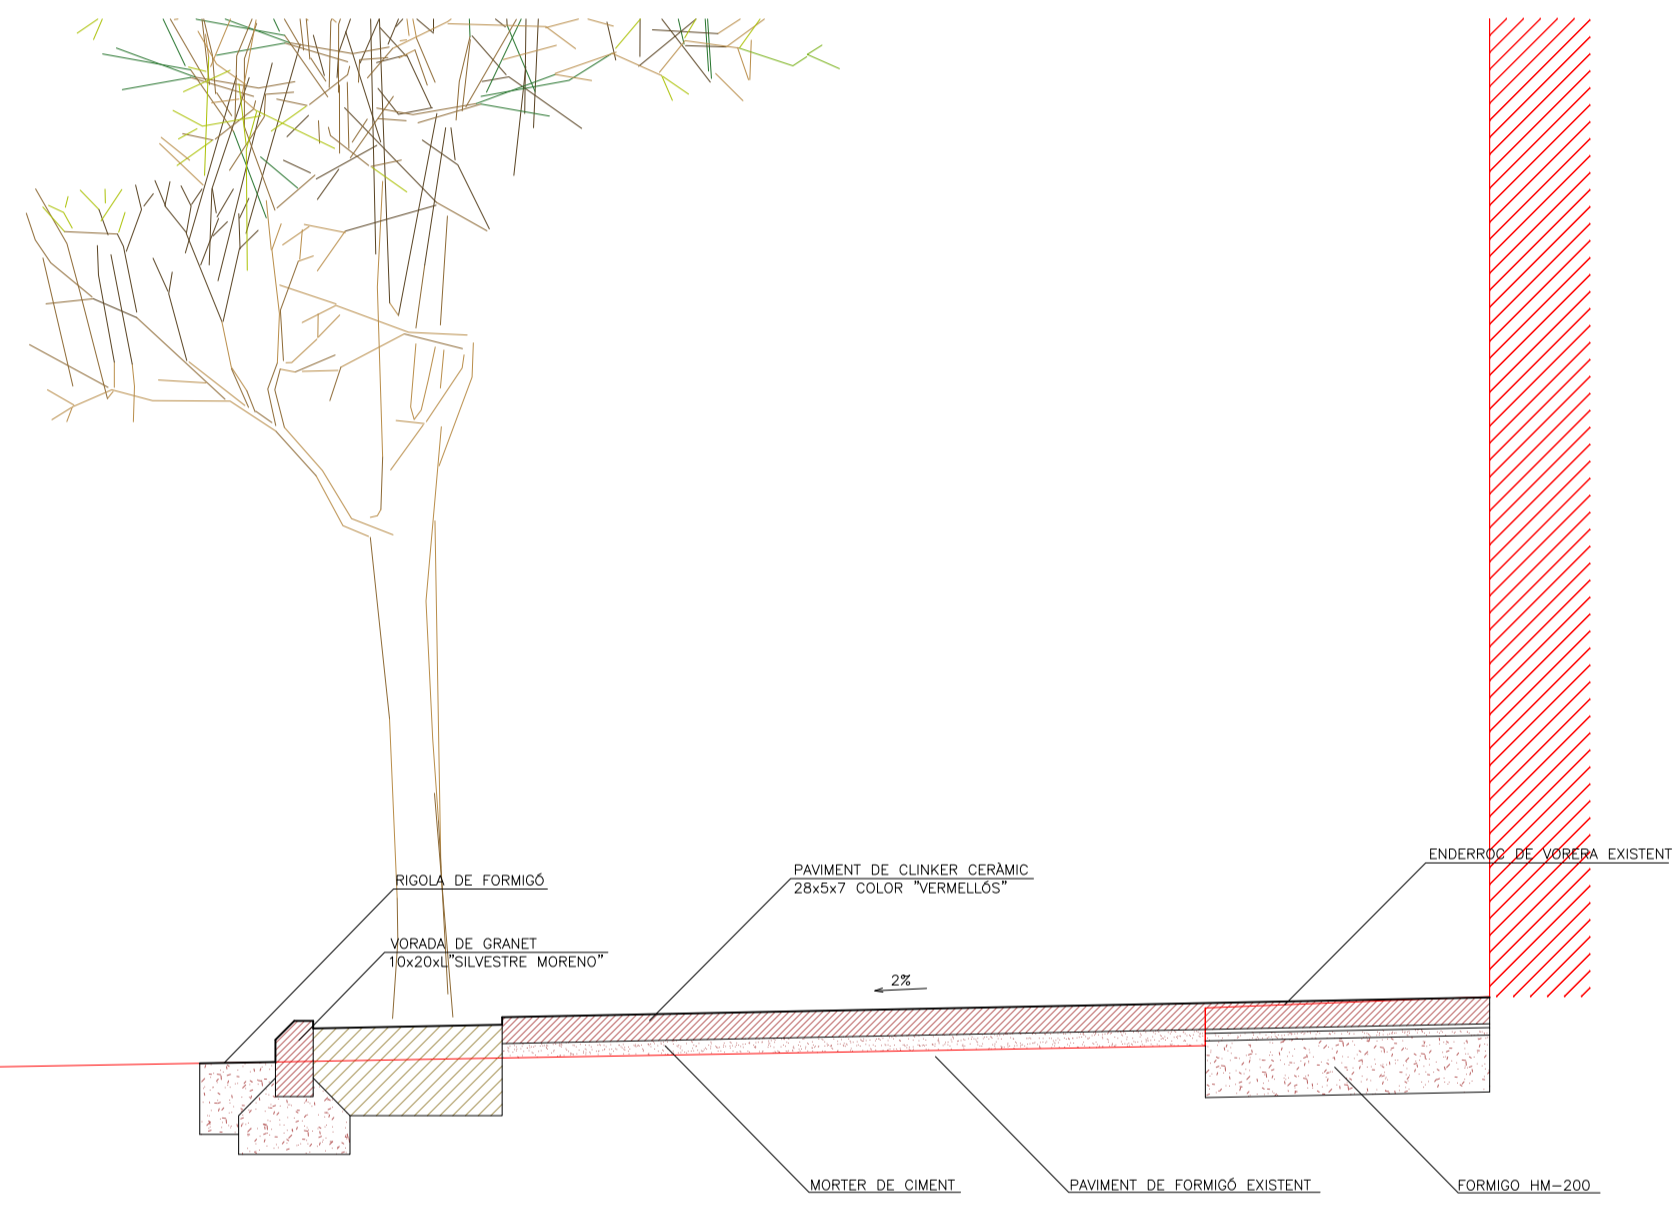 ENDERROC DE VORERA EXISTENT
PAVIMENT DE CLINKER CERÀMIC
28x5x7 COLOR "VERMELLÓS"
RIGOLA DE FORMIGÓ
VORADA DE GRANET
10x20xL"SILVESTRE MORENO"
2%
MORTER DE CIMENT
PAVIMENT DE FORMIGÓ EXISTENT
FORMIGO HM-200